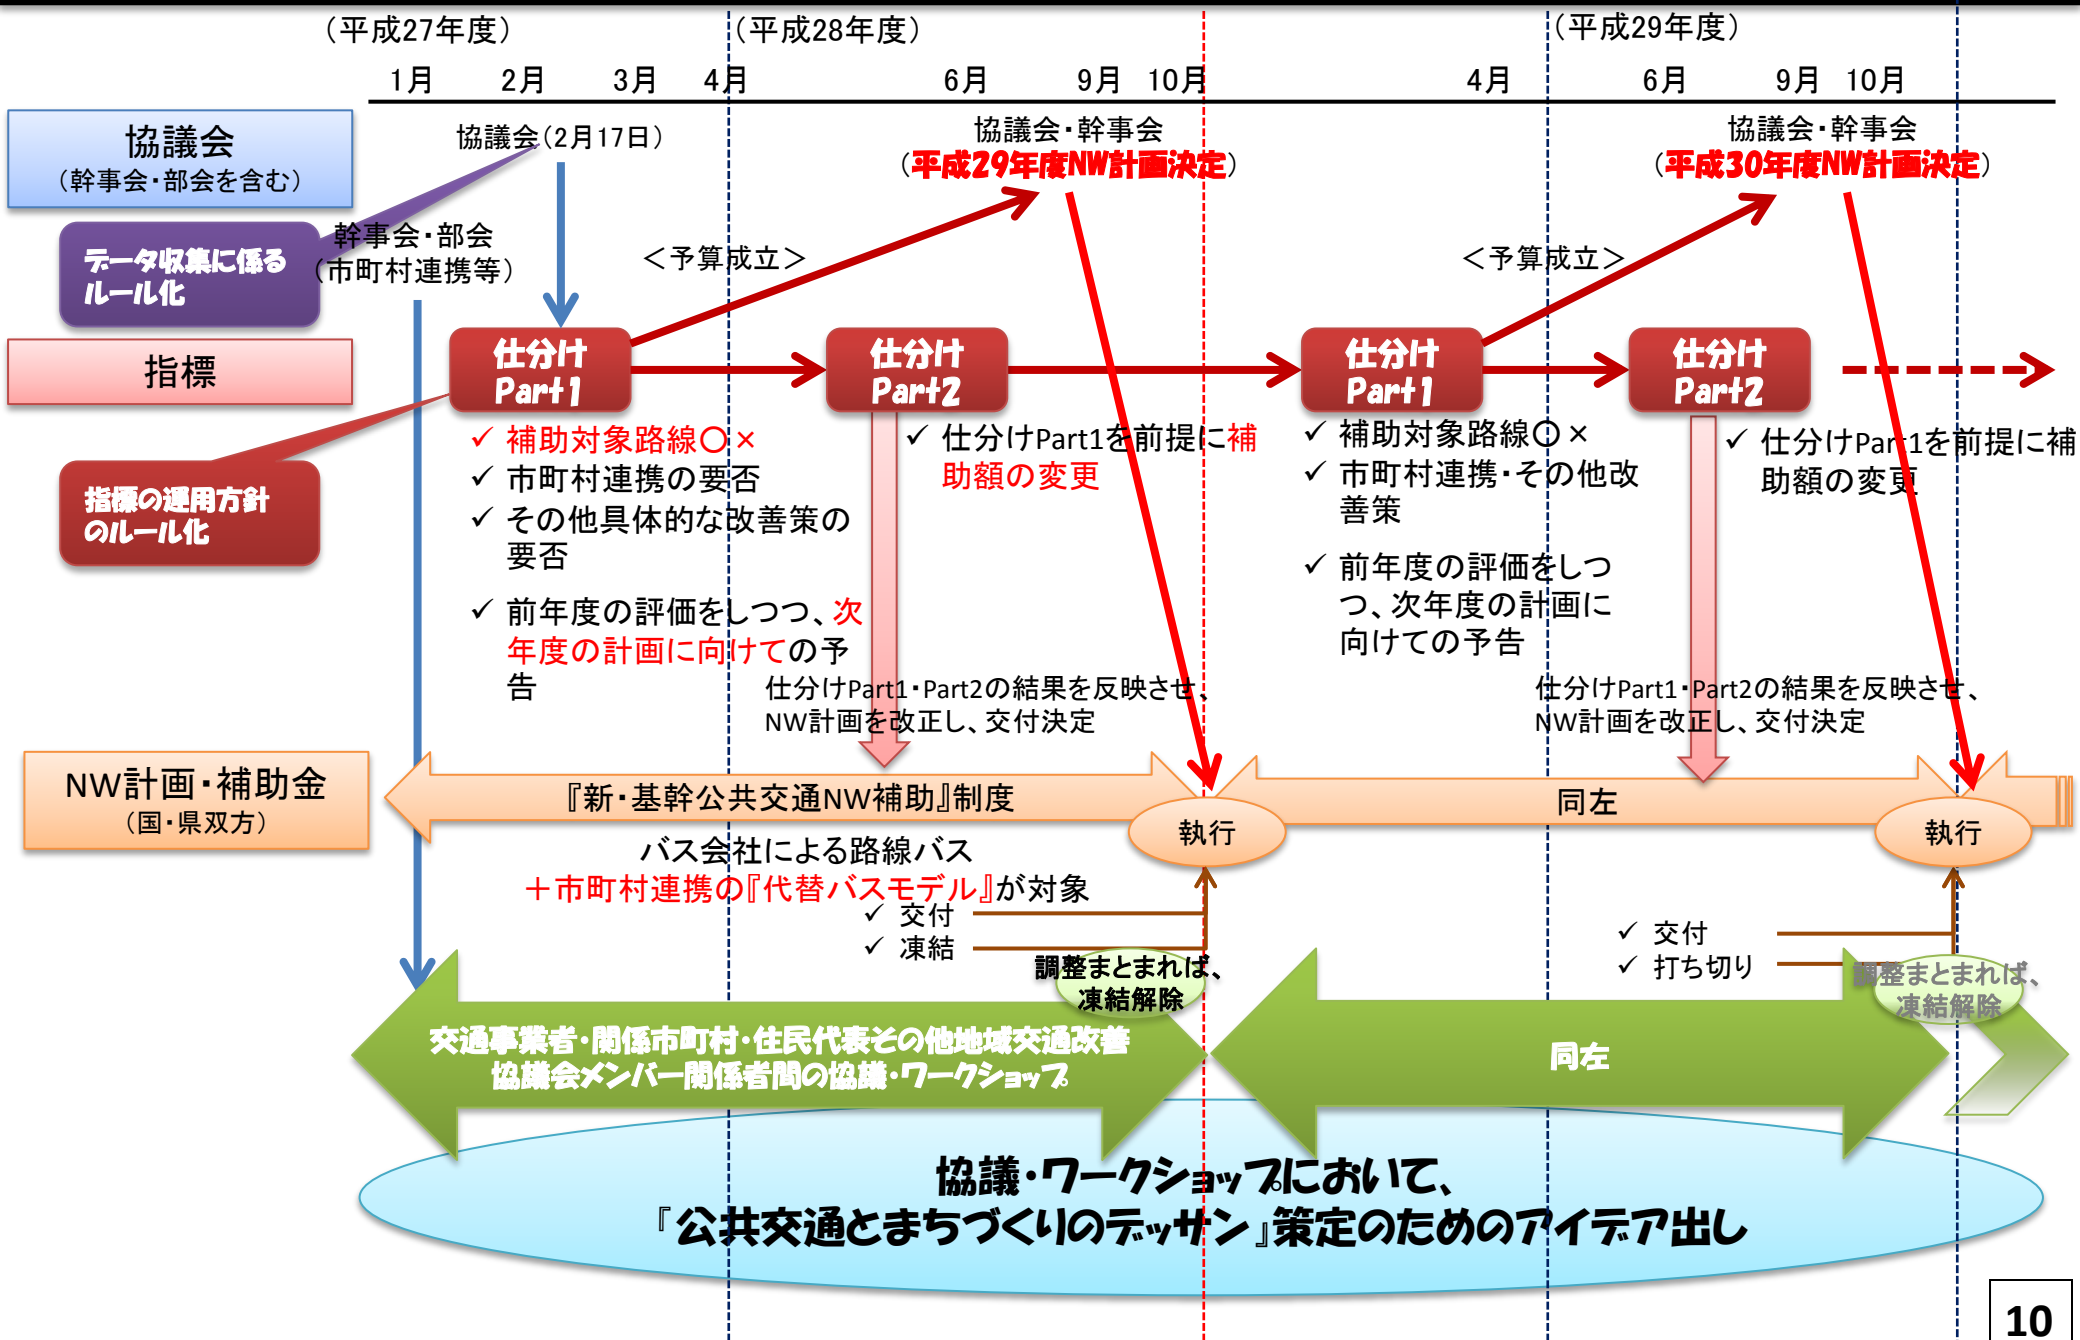 （平成27年度）
（平成28年度）
（平成29年度）
1月 2月 3月 4月 6月 9月 10月 4月 6月 9月 10月
協議会
（幹事会・部会を含む）
協議会（2月17日）
協議会・幹事会
（平成29年度NW計画決定）
協議会・幹事会
（平成30年度NW計画決定）
データ収集に係る
ルール化
幹事会・部会
（市町村連携等）
＜予算成立＞
＜予算成立＞
指標
仕分け
Part1
仕分け
Part2
仕分け
Part1
仕分け
Part2
指標の運用方針
のルール化
✓ 補助対象路線〇×
✓ 市町村連携の要否
✓ その他具体的な改善策の
要否
✓ 前年度の評価をしつつ、次
年度の計画に向けての予
告
✓ 仕分けPart1を前提に補
助額の変更
✓ 補助対象路線〇×
✓ 市町村連携・その他改
善策
✓ 前年度の評価をしつ
つ、次年度の計画に
向けての予告
✓ 仕分けPart1を前提に補
助額の変更
仕分けPart1・Part2の結果を反映させ、
NW計画を改正し、交付決定
仕分けPart1・Part2の結果を反映させ、
NW計画を改正し、交付決定
NW計画・補助金
（国・県双方）
『新・基幹公共交通NW補助』制度
執行
同左
執行
バス会社による路線バス
＋市町村連携の『代替バスモデル』が対象
✓ 交付
✓ 凍結
✓ 交付
✓ 打ち切り
調整まとまれば、
凍結解除
調整まとまれば、
凍結解除
交通事業者・関係市町村・住民代表その他地域交通改善
協議会メンバー関係者間の協議・ワークショップ
同左
協議・ワークショップにおいて、
『公共交通とまちづくりのデッサン』策定のためのアイデア出し
10